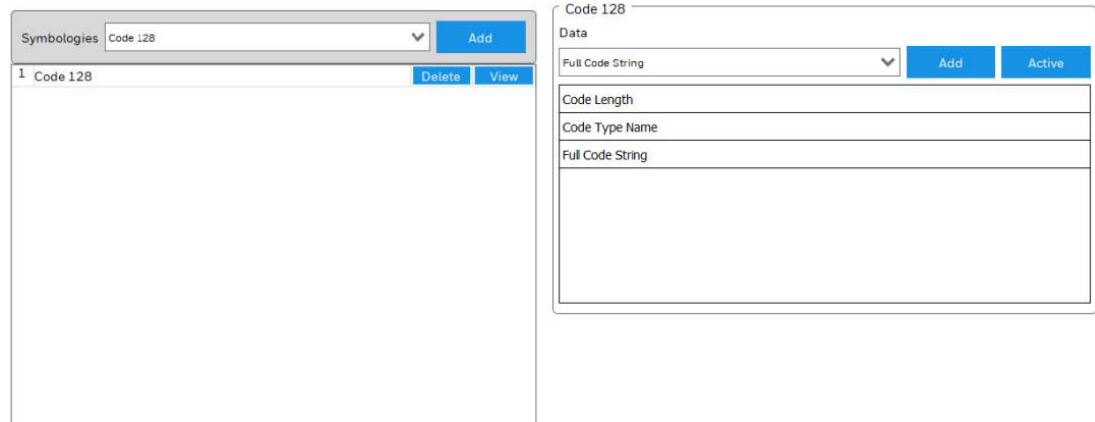 Symbologies Code 128 Add
1 Code 128 Delete View
Code 128
Data
Full Code String Add Active
Code Length
Code Type Name
Full Code String